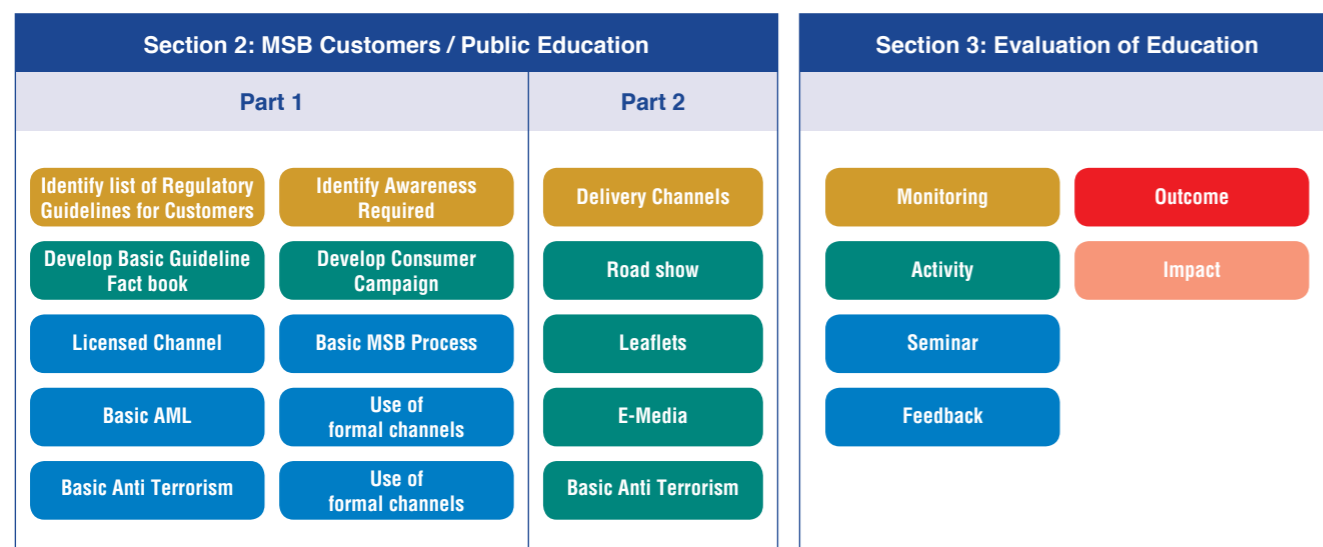 Section 2: MSB Customers / Public Education
Part 1
Part 2
Identify list of Regulatory
Guidelines for Customers
Identify Awareness
Required
Delivery Channels
Develop Basic Guideline
Fact book
Develop Consumer
Campaign
Road show
Licensed Channel
Basic MSB Process
Leaflets
Basic AML
Use of
formal channels
E-Media
Basic Anti Terrorism
Use of
formal channels
Basic Anti Terrorism
Section 3: Evaluation of Education
Monitoring
Outcome
Activity
Impact
Seminar
Feedback